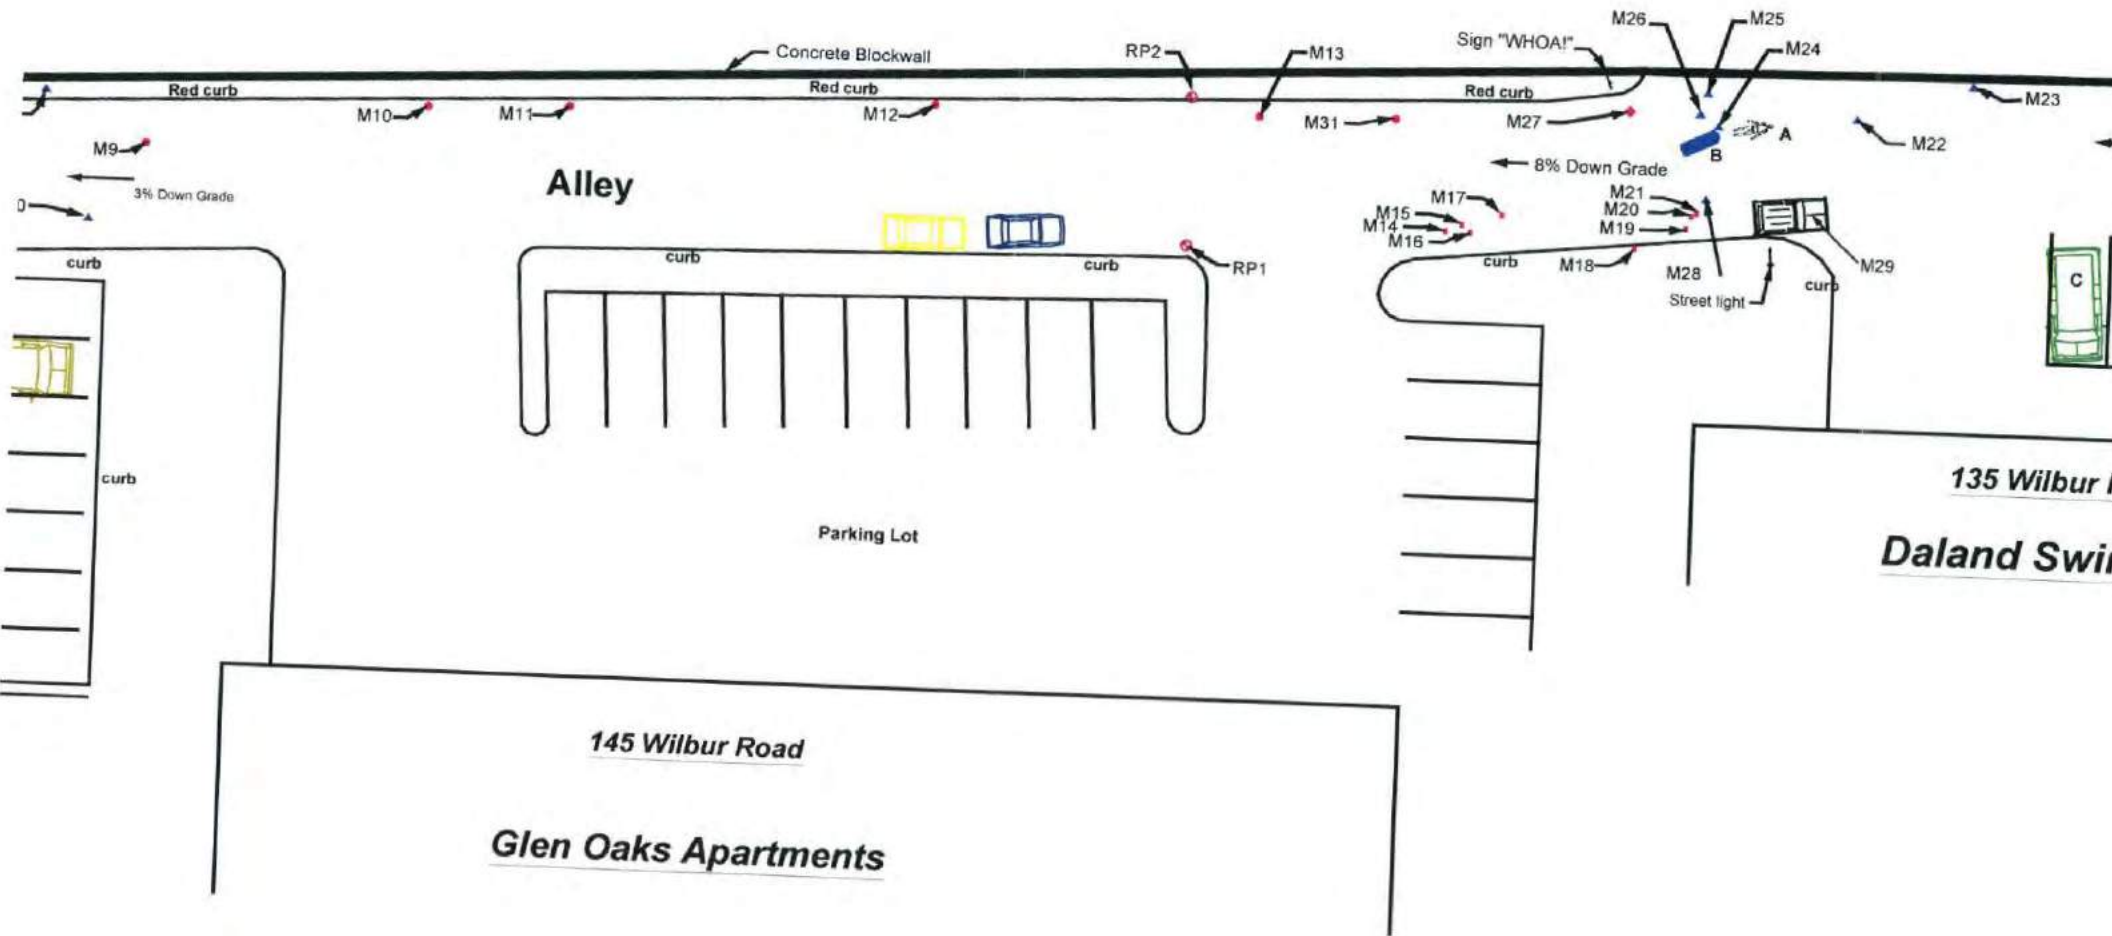 M26
M25
Sign "WHOA!"
M24
Concrete Blockwall
RP2
M13
Red curb
Red curb
Red curb
M23
M10
M11
M12
M31
M27
A
M22
M9
B
8% Down Grade
Alley
3% Down Grade
M17
M21
M20
M15
M14
M19
M16
curb
curb
curb
RP1
curb
M18
M28
M29
Street light
curb
C
curb
135 Wilbur
Parking Lot
Daland
145 Wilbur Road
Glen Oaks Apartments